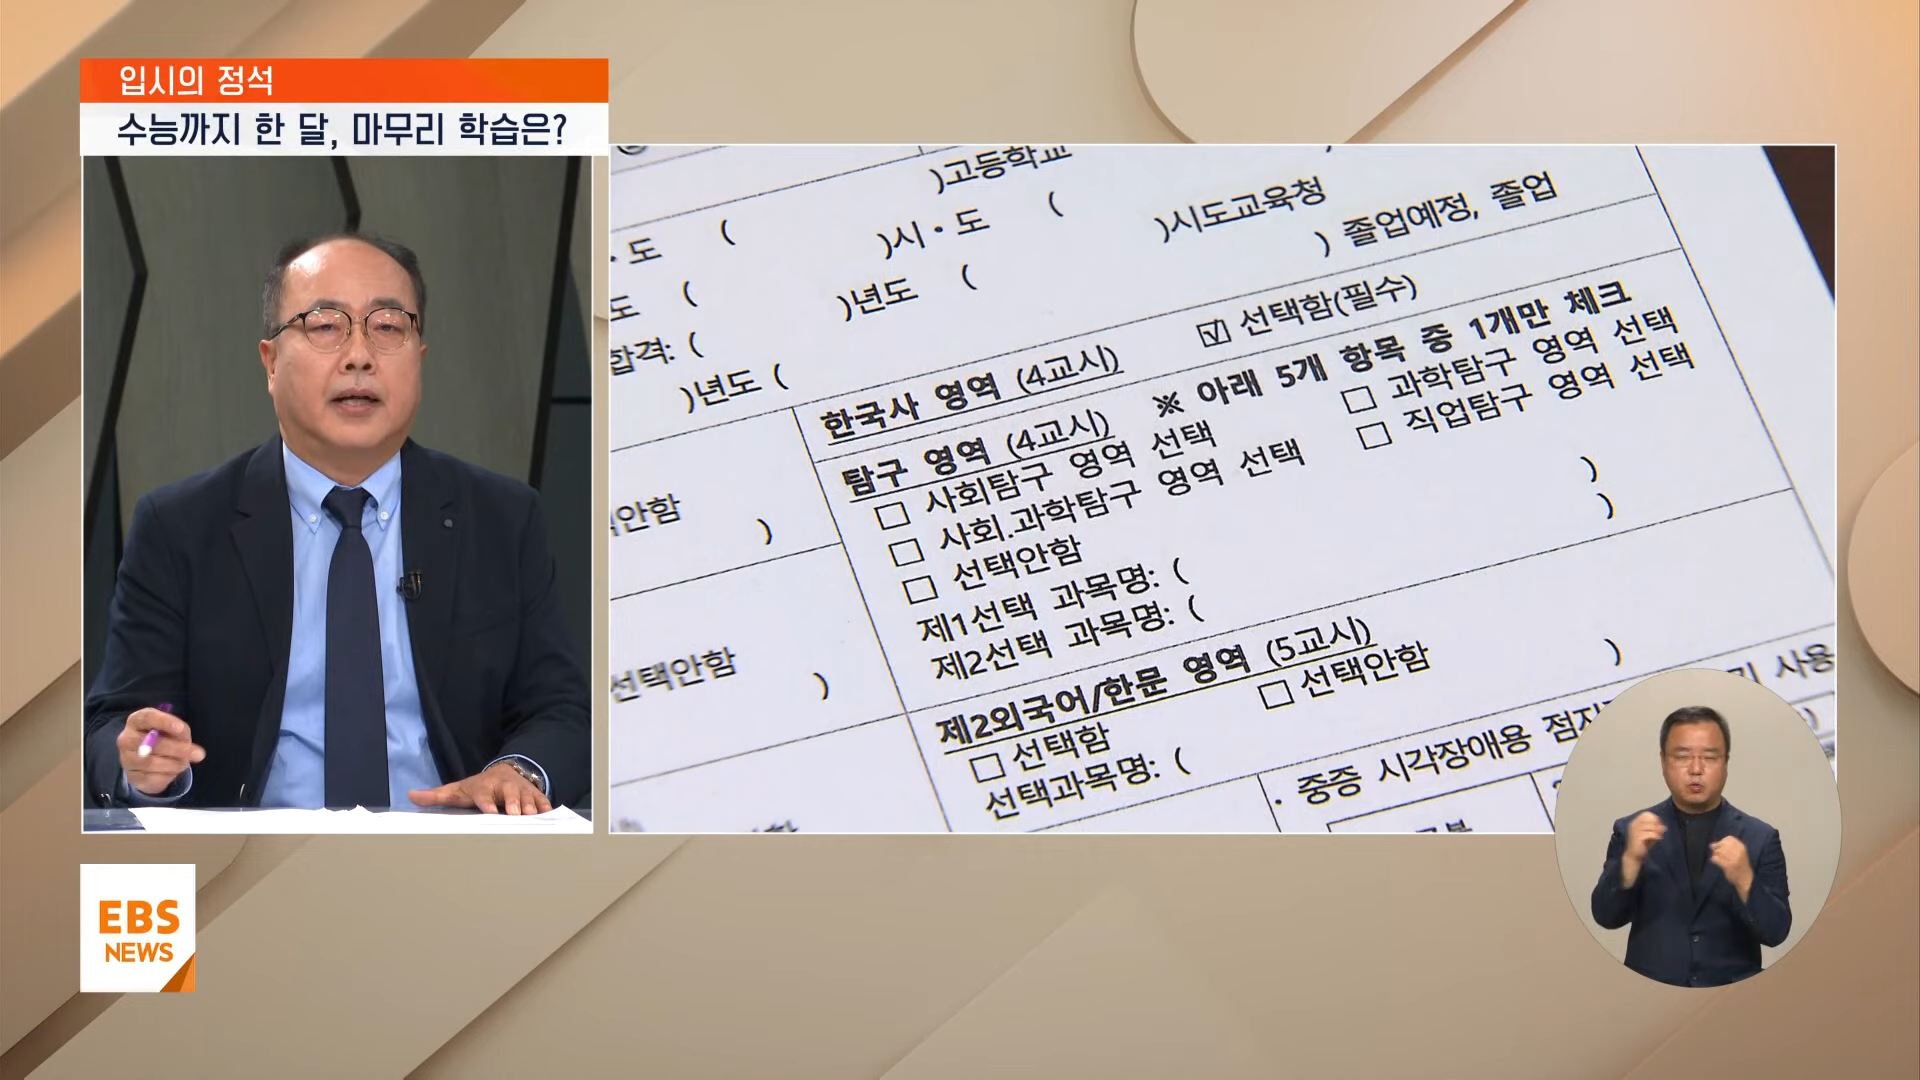 입시의 정석
수능까지 한 달, 마무리 학습은?
)고등학교
도 ( )시·도 ( )시도교육청
( )년도 ( ) 졸업예정, 졸업
합격: (
)년도 (
한국사 영역 (4교시) ☑ 선택함(필수)
탐구 영역 (4교시) ※ 아래 5개 항목 중 1개만 체크
□ 사회탐구 영역 선택 □ 과학탐구 영역 선택
□ 사회.과학탐구 영역 선택 □ 직업탐구 영역 선택
□ 선택안함
제1선택 과목명: ( )
제2선택 과목명: ( )
안함
)
선택안함
)
제2외국어/한문 영역 (5교시)
□ 선택함 □ 선택안함
선택과목명: ( )
· 중증 시각장애용 사용
EBS
NEWS